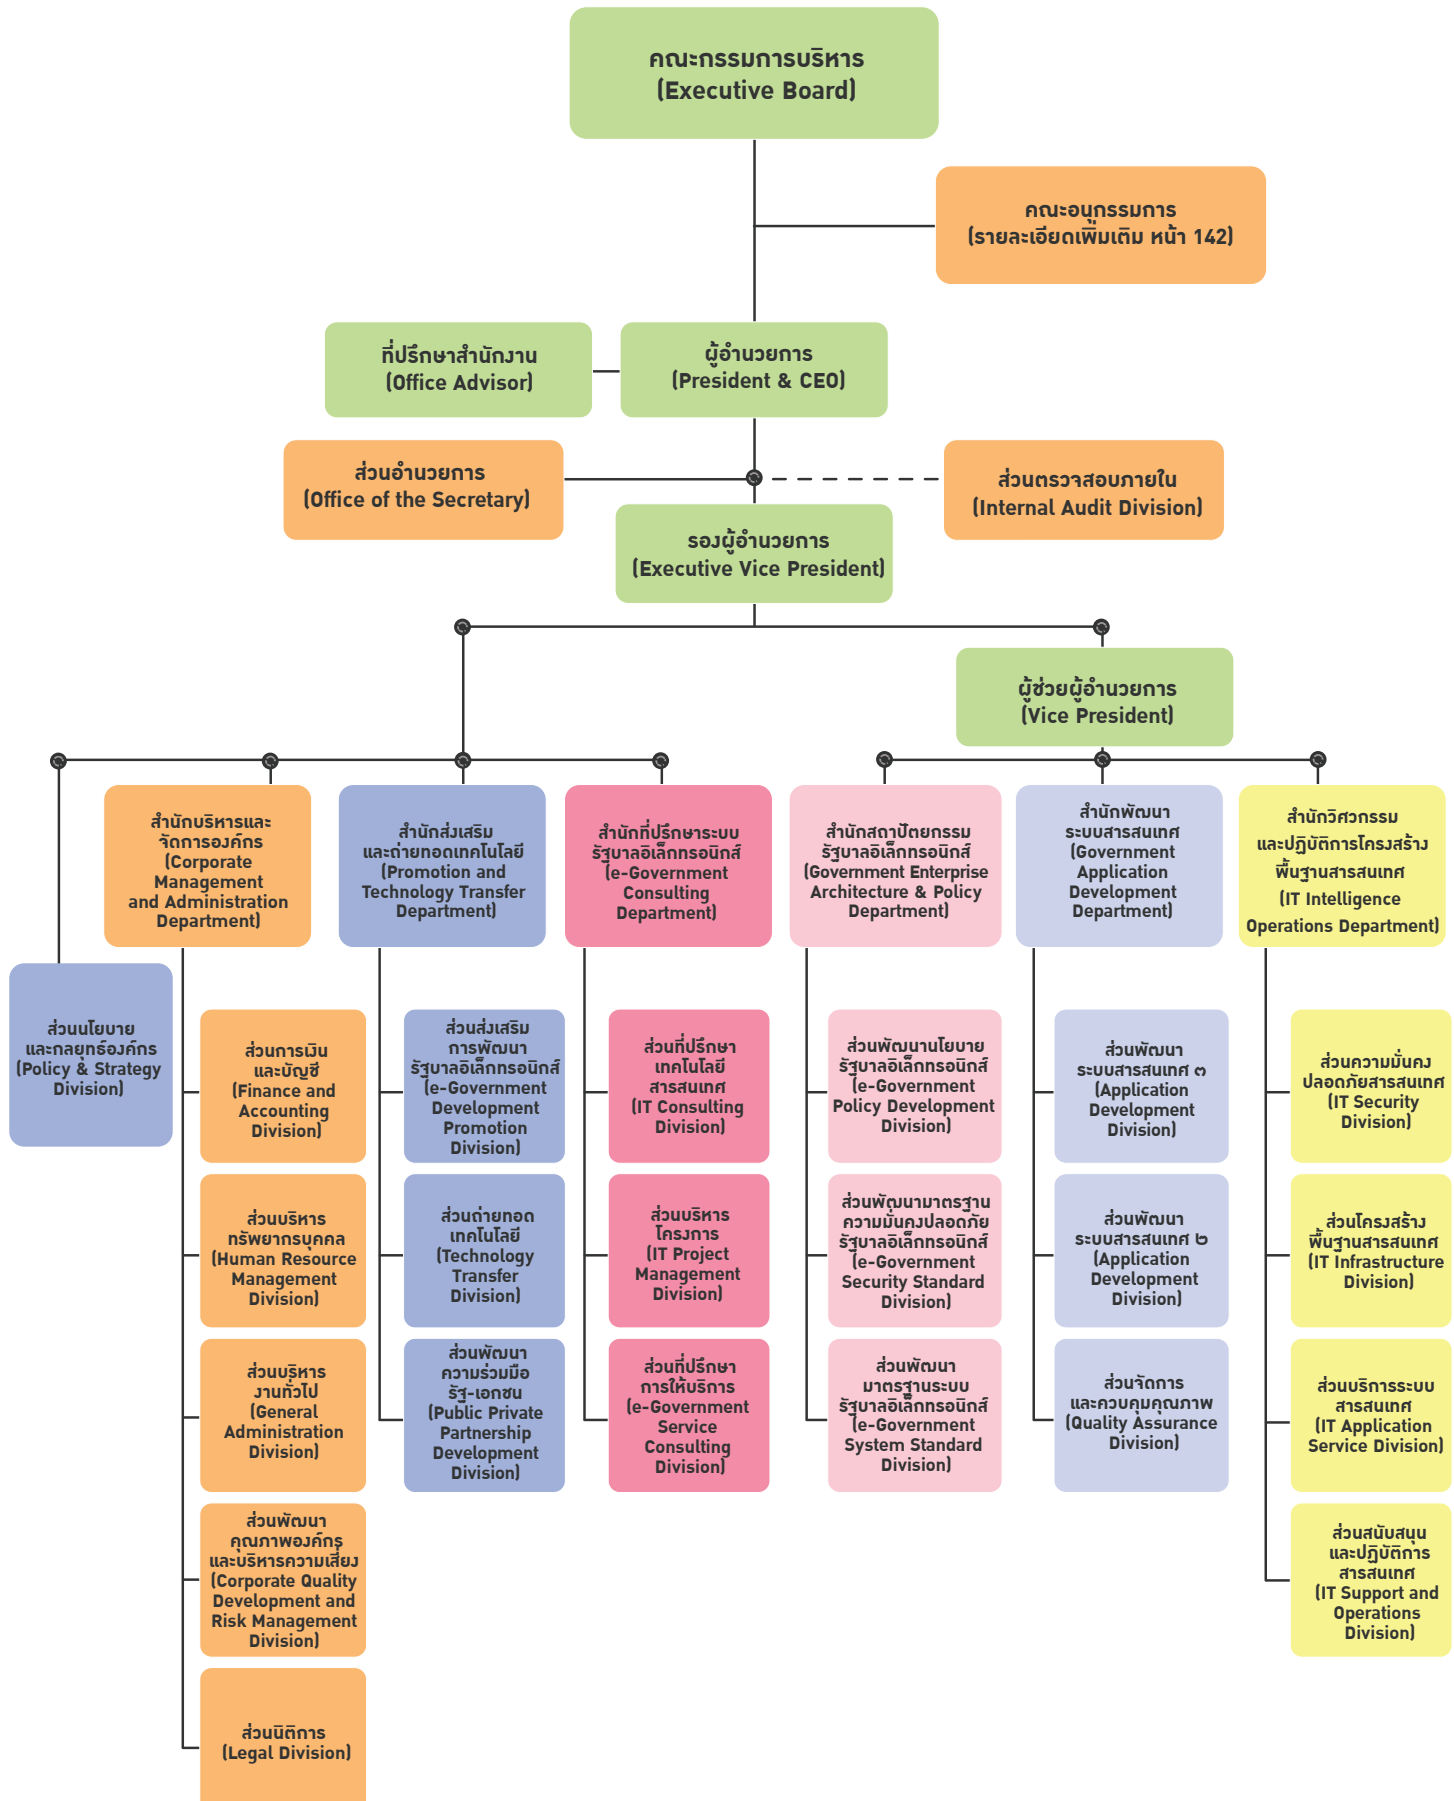 คณะกรรมการบริหาร
(Executive Board)
คณะอนุกรรมการ
(รายละเอียดเพิ่มเติม หน้า 142)
ที่ปรึกษาสำนักงาน
(Office Advisor)
ผู้อำนวยการ
(President & CEO)
ส่วนอำนวยการ
(Office of the Secretary)
ส่วนตรวจสอบภายใน
(Internal Audit Division)
รองผู้อำนวยการ
(Executive Vice President)
ผู้ช่วยผู้อำนวยการ
(Vice President)
สำนักบริหารและ
จัดการองค์กร
(Corporate
Management
and Administration
Department)
สำนักส่งเสริม
และถ่ายทอดเทคโนโลยี
(Promotion and
Technology Transfer
Department)
สำนักที่ปรึกษาระบบ
รัฐบาลอิเล็กทรอนิกส์
(e-Government
Consulting
Department)
สำนักสถาปัตยกรรม
รัฐบาลอิเล็กทรอนิกส์
(Government Enterprise
Architecture & Policy
Department)
สำนักพัฒนา
ระบบสารสนเทศ
(Government
Application
Development
Department)
สำนักวิศวกรรม
และปฏิบัติการโครงสร้าง
พื้นฐานสารสนเทศ
(IT Intelligence
Operations Department)
ส่วนนโยบาย
และกลยุทธ์องค์กร
(Policy & Strategy
Division)
ส่วนการเงิน
และบัญชี
(Finance and
Accounting
Division)
ส่วนส่งเสริม
การพัฒนา
รัฐบาลอิเล็กทรอนิกส์
(e-Government
Development
Promotion
Division)
ส่วนที่ปรึกษา
เทคโนโลยี
สารสนเทศ
(IT Consulting
Division)
ส่วนพัฒนานโยบาย
รัฐบาลอิเล็กทรอนิกส์
(e-Government
Policy Development
Division)
ส่วนพัฒนา
ระบบสารสนเทศ ๓
(Application
Development
Division)
ส่วนความมั่นคง
ปลอดภัยสารสนเทศ
(IT Security
Division)
ส่วนบริหาร
ทรัพยากรบุคคล
(Human Resource
Management
Division)
ส่วนถ่ายทอด
เทคโนโลยี
(Technology
Transfer
Division)
ส่วนบริหาร
โครงการ
(IT Project
Management
Division)
ส่วนพัฒนามาตรฐาน
ความมั่นคงปลอดภัย
รัฐบาลอิเล็กทรอนิกส์
(e-Government
Security Standard
Division)
ส่วนพัฒนา
ระบบสารสนเทศ ๒
(Application
Development
Division)
ส่วนโครงสร้าง
พื้นฐานสารสนเทศ
(IT Infrastructure
Division)
ส่วนบริหาร
งานทั่วไป
(General
Administration
Division)
ส่วนพัฒนา
ความร่วมมือ
รัฐ-เอกชน
(Public Private
Partnership
Development
Division)
ส่วนที่ปรึกษา
การให้บริการ
(e-Government
Service
Consulting
Division)
ส่วนพัฒนา
มาตรฐานระบบ
รัฐบาลอิเล็กทรอนิกส์
(e-Government
System Standard
Division)
ส่วนจัดการ
และควบคุมคุณภาพ
(Quality Assurance
Division)
ส่วนบริการระบบ
สารสนเทศ
(IT Application
Service Division)
ส่วนพัฒนา
คุณภาพองค์กร
และบริหารความเสี่ยง
(Corporate Quality
Development and
Risk Management
Division)
ส่วนสนับสนุน
และปฏิบัติการ
สารสนเทศ
(IT Support and
Operations
Division)
ส่วนนิติการ
(Legal Division)